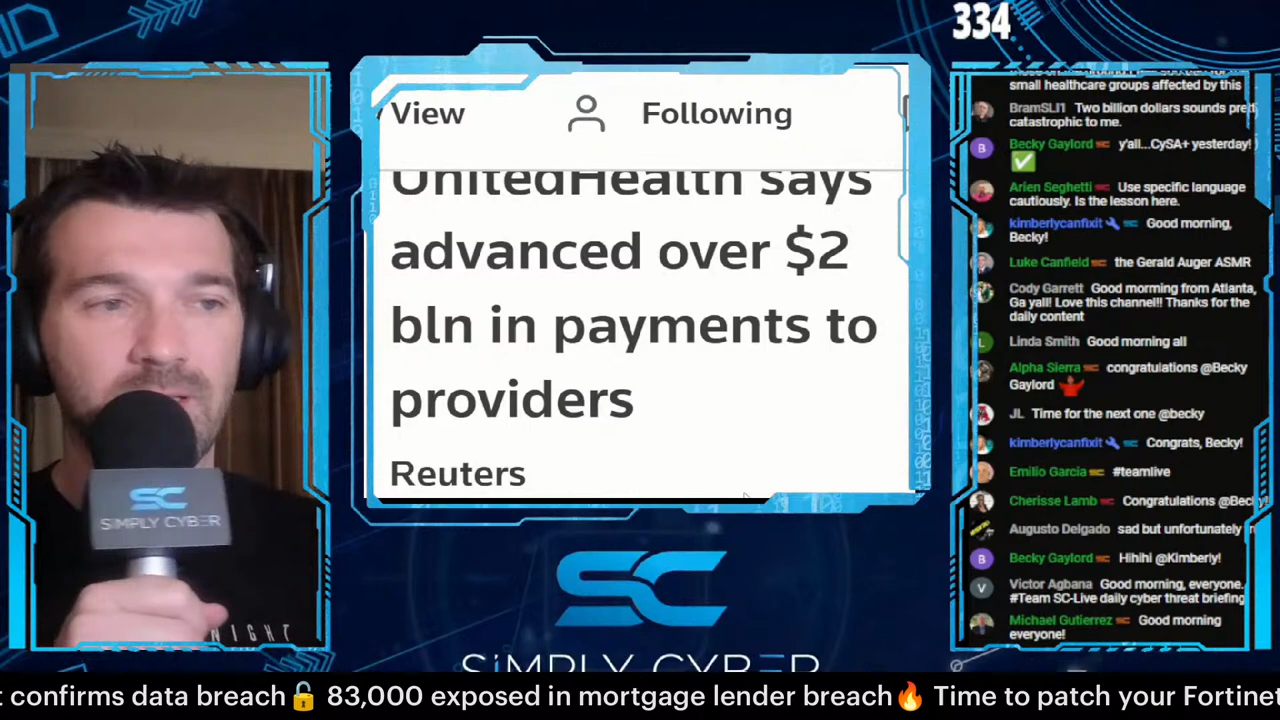 334
View
Following
UnitedHealth says
advanced over $2
bln in payments to
providers
Reuters
SC
SIMPLY CYBER
NIGHT
SC
SIMPLY CYBER
small healthcare groups affected by this
BramSLI1 Two billion dollars sounds
catastrophic to me.
Becky Gaylord y'all...CySA+ yesterday!
✅
Arien Seghetti Use specific language
cautiously. Is the lesson here.
kimberlycanfixit Good morning,
Becky!
Luke Canfield the Gerald Auger ASMR
Cody Garrett Good morning from Atlanta,
Ga yall! Love this channel!! Thanks for the
daily content
Linda Smith Good morning all
Alpha Sierra congratulations @Becky
Gaylord
JL Time for the next one @becky
kimberlycanfixit Congrats, Becky!
Emilio Garcia #teamlive
Cherisse Lamb Congratulations @Becky!
Augusto Delgado sad but unfortunately
Becky Gaylord Hihihi @Kimberly!
Victor Agbana Good morning, everyone.
#Team SC-Live daily cyber threat briefing
Michael Gutierrez Good morning
everyone!
t confirms data breach🔓 83,000 exposed in mortgage lender breach🔥 Time to patch your Fortinet